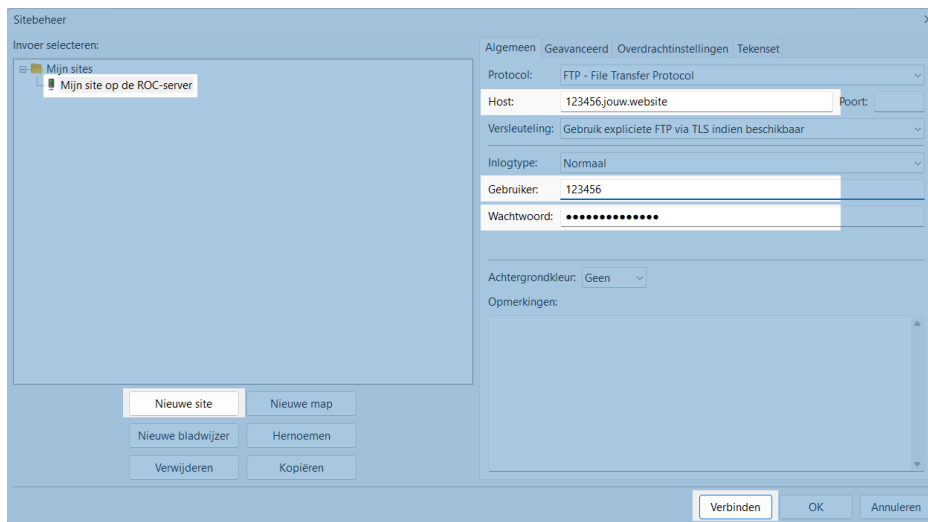 Sitebeheer
Invoer selecteren:
Mijn sites
Mijn site op de ROC-server
Nieuwe site
Nieuwe map
Nieuwe bladwijzer
Hernoemen
Verwijderen
Kopiëren
Algemeen Geavanceerd Overdrachtinstellingen Tekenset
Protocol: FTP - File Transfer Protocol
Host: 123456.jouw.website Poort:
Versleuteling: Gebruik expliciete FTP via TLS indien beschikbaar
Inlogtype: Normaal
Gebruiker: 123456
Wachtwoord: ●●●●●●●●●●●●●●
Achtergrondkleur: Geen
Opmerkingen:
Verbinden OK Annuleren